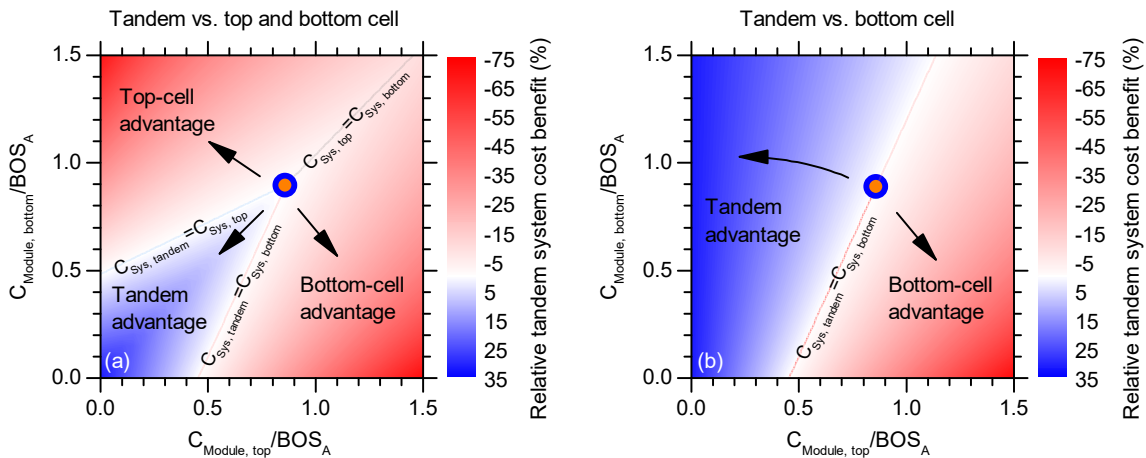 Tandem vs. top and bottom cell
1.5
1.0
0.5
0.0
C_Module, bottom/BOS_A
Top-cell
advantage
C_Sys, top=C_Sys, bottom
C_Sys, tandem=C_Sys, top
C_Sys, tandem=C_Sys, bottom
Tandem
advantage
Bottom-cell
advantage
(a)
0.0
0.5
1.0
1.5
C_Module, top/BOS_A
-75
-65
-55
-45
-35
-25
-15
-5
5
15
25
35
Relative tandem system cost benefit (%)
Tandem vs. bottom cell
1.5
1.0
0.5
0.0
C_Module, bottom/BOS_A
Tandem
advantage
C_Sys, tandem=C_Sys, bottom
Bottom-cell
advantage
(b)
0.0
0.5
1.0
1.5
C_Module, top/BOS_A
-75
-65
-55
-45
-35
-25
-15
-5
5
15
25
35
Relative tandem system cost benefit (%)